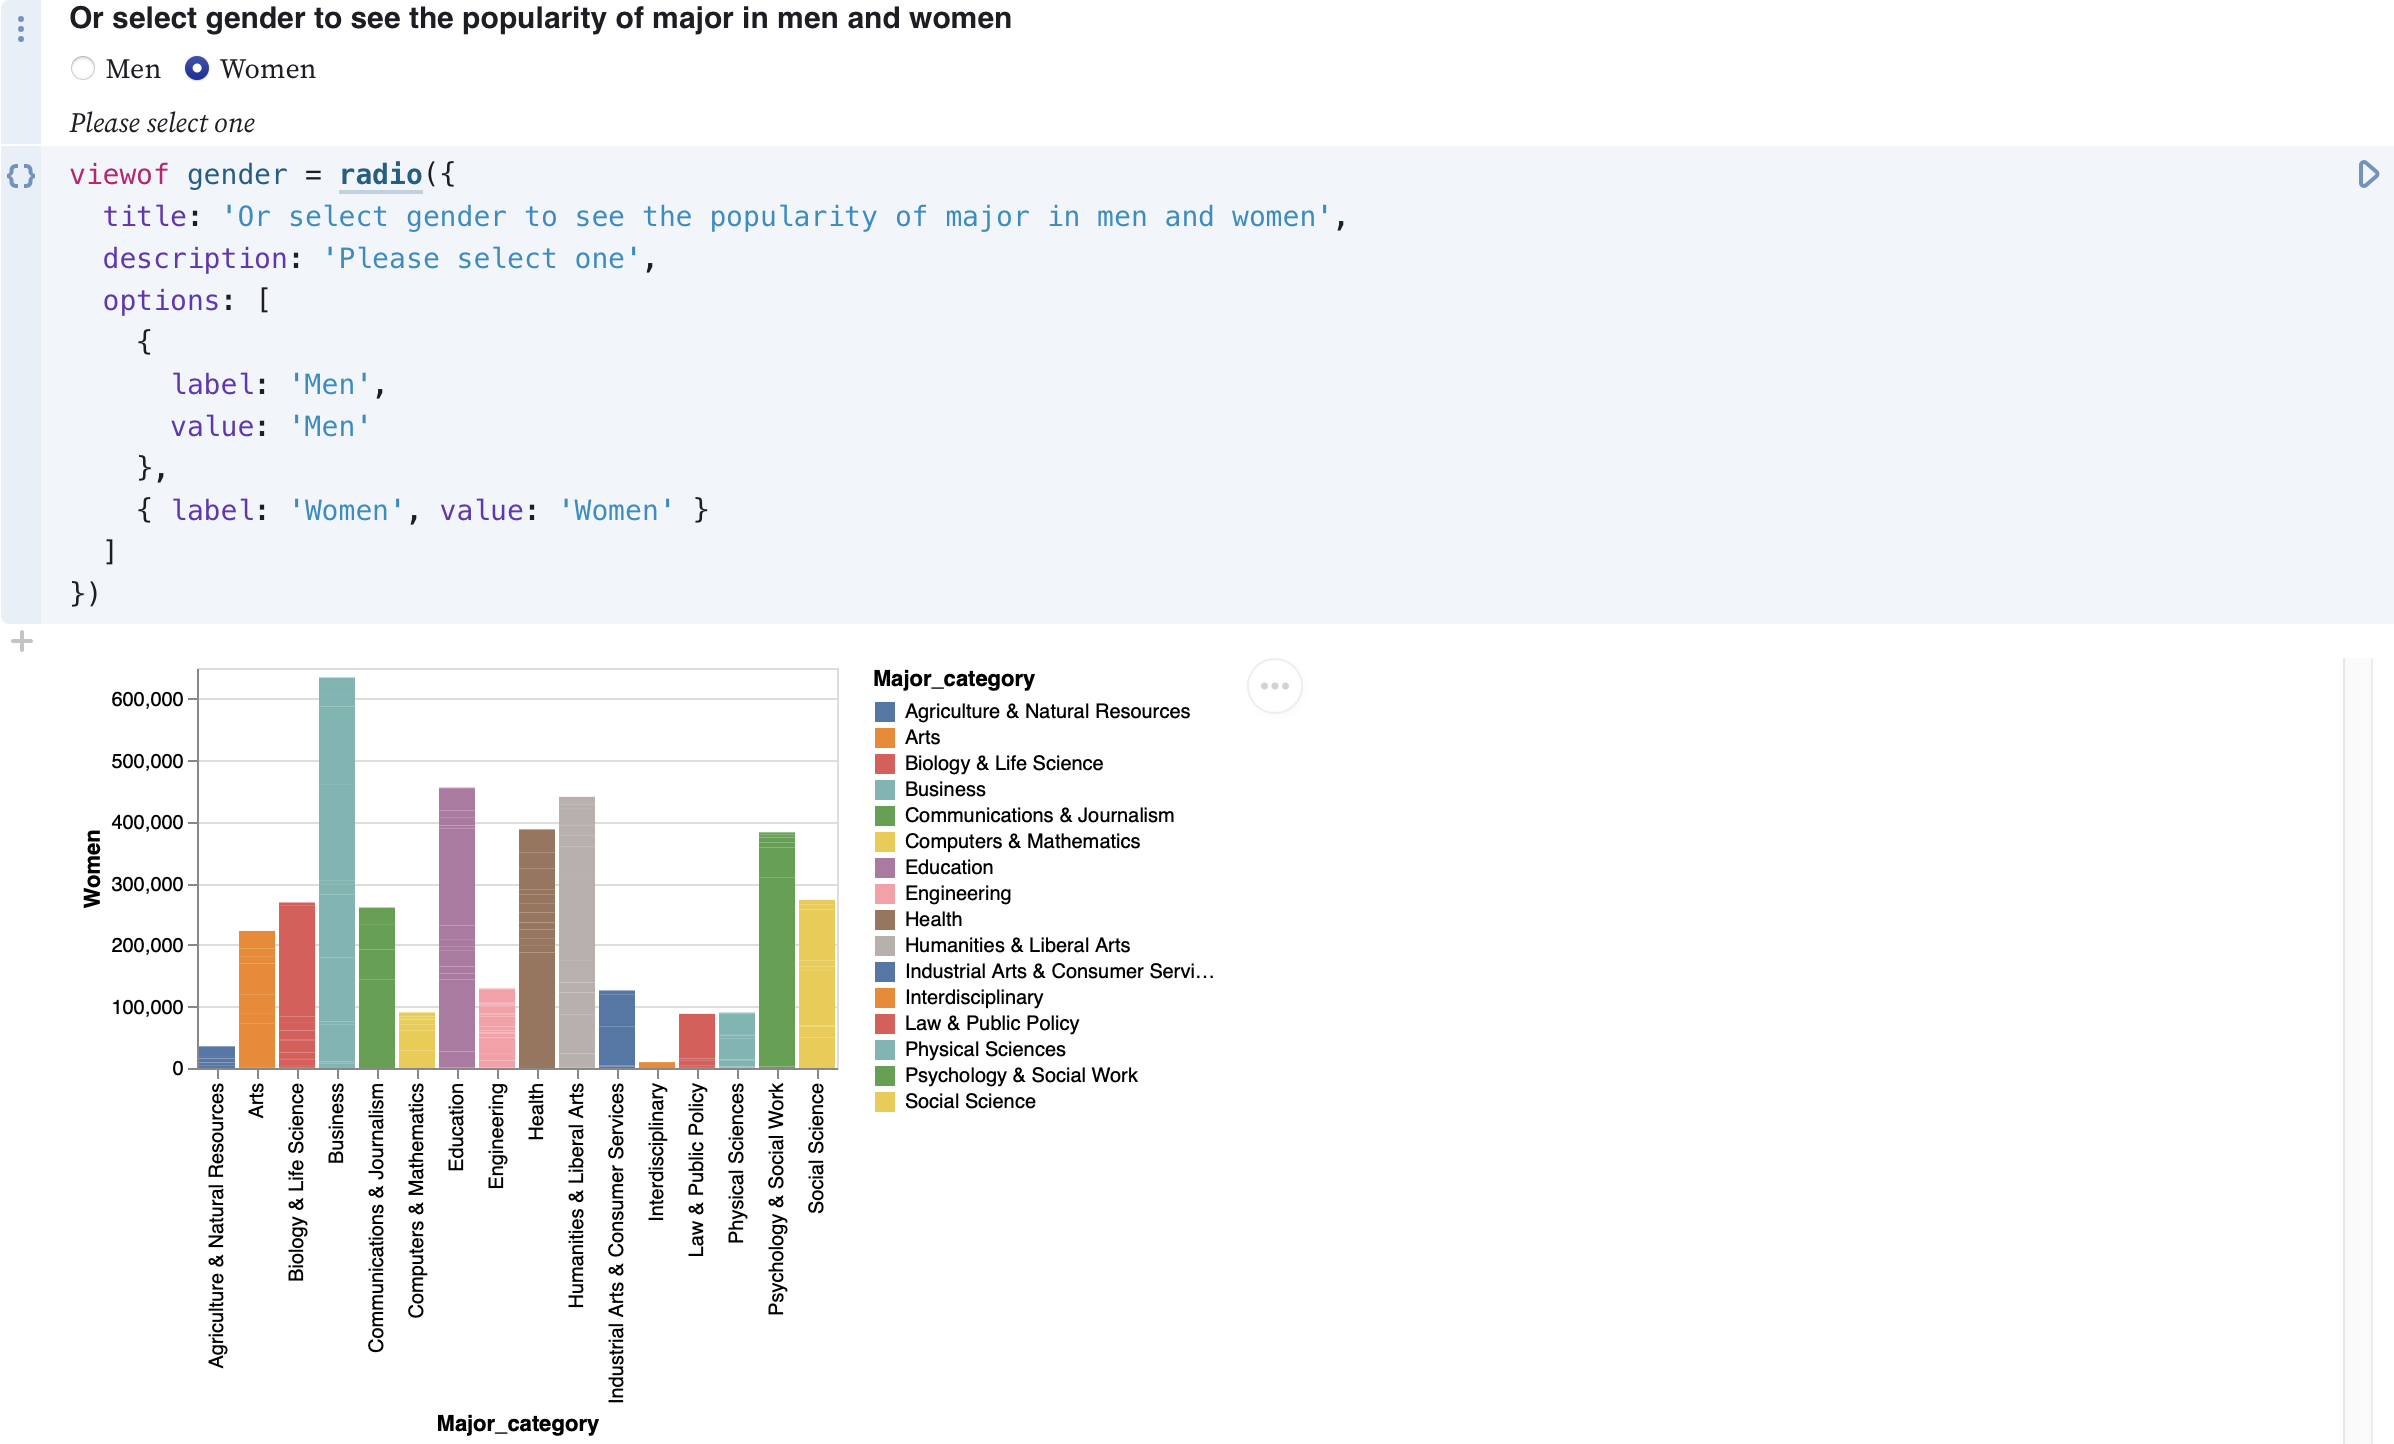 Or select gender to see the popularity of major in men and women
Men Women
Please select one
viewof gender = radio({
  title: 'Or select gender to see the popularity of major in men and women',
  description: 'Please select one',
  options: [
    {
      label: 'Men',
      value: 'Men'
    },
    { label: 'Women', value: 'Women' }
  ]
})
Women
600,000
500,000
400,000
300,000
200,000
100,000
0
Agriculture & Natural Resources
Arts
Biology & Life Science
Business
Communications & Journalism
Computers & Mathematics
Education
Engineering
Health
Humanities & Liberal Arts
Industrial Arts & Consumer Services
Interdisciplinary
Law & Public Policy
Physical Sciences
Psychology & Social Work
Social Science
Major_category
Major_category
Agriculture & Natural Resources
Arts
Biology & Life Science
Business
Communications & Journalism
Computers & Mathematics
Education
Engineering
Health
Humanities & Liberal Arts
Industrial Arts & Consumer Servi…
Interdisciplinary
Law & Public Policy
Physical Sciences
Psychology & Social Work
Social Science